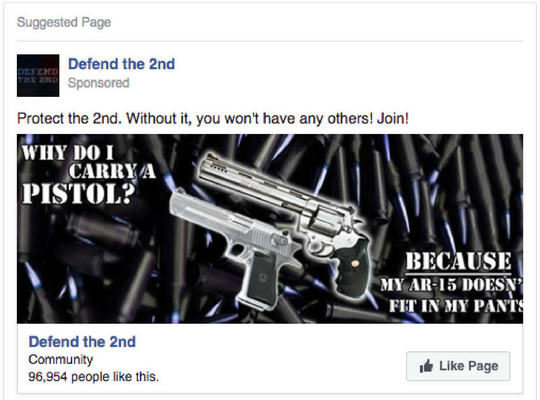 Suggested Page
DEFEND
THE 2ND
Defend the 2nd
Sponsored
Protect the 2nd. Without it, you won't have any others! Join!
WHY DO I
CARRY A
PISTOL?
BECAUSE
MY AR-15 DOESN'
FIT IN MY PANTS
Defend the 2nd
Community
96,954 people like this.
Like Page